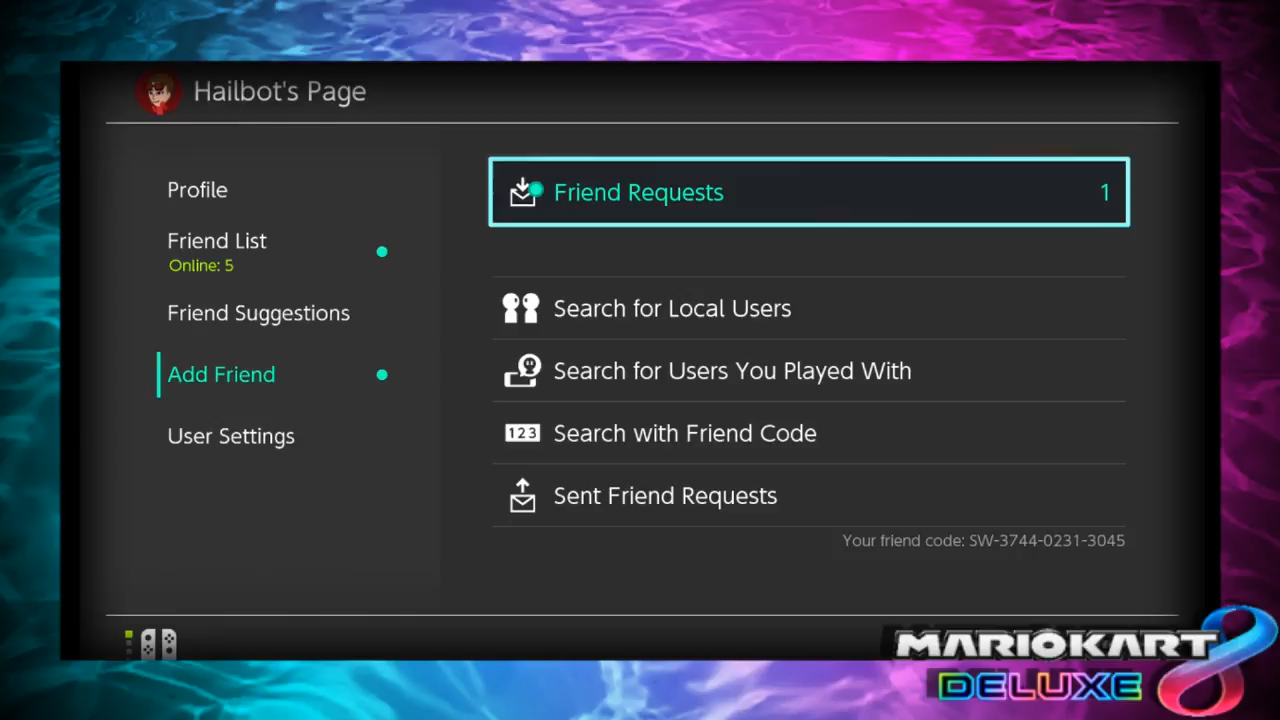 Hailbot's Page
Profile
Friend List
Online: 5
Friend Suggestions
Add Friend
User Settings
Friend Requests 1
Search for Local Users
Search for Users You Played With
123 Search with Friend Code
Sent Friend Requests
Your friend code: SW-3744-0231-3045
MARIOKART 8
DELUXE